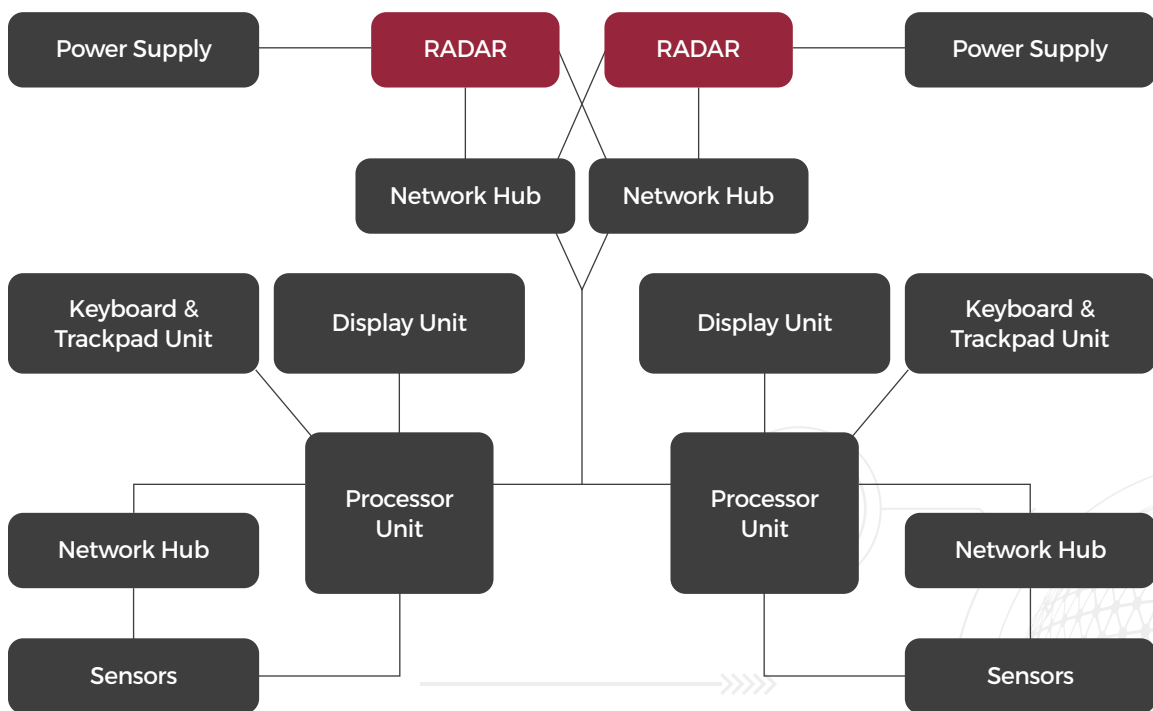 Power Supply
RADAR
RADAR
Power Supply
Network Hub
Network Hub
Keyboard &
Trackpad Unit
Display Unit
Display Unit
Keyboard &
Trackpad Unit
Processor
Unit
Processor
Unit
Network Hub
Network Hub
Sensors
Sensors